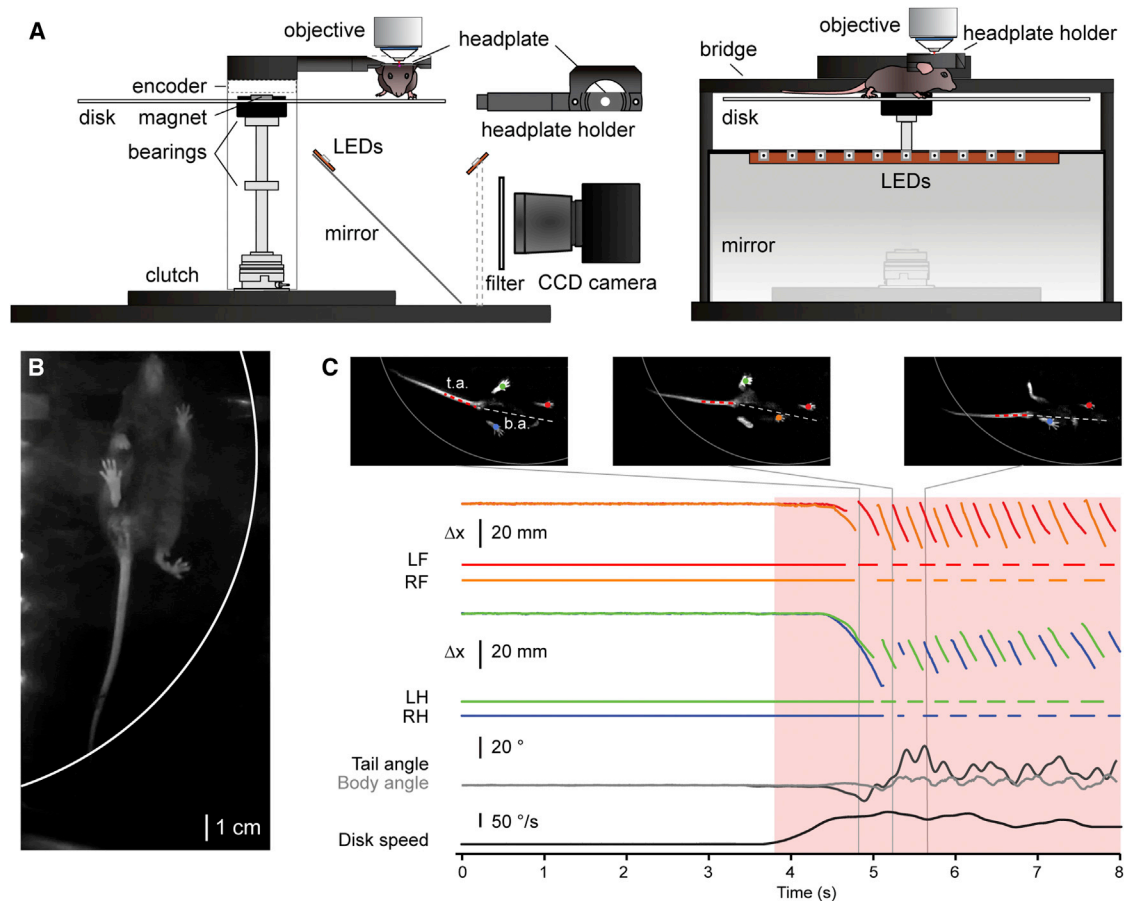 A
objective
headplate
encoder
disk
magnet
bearings
LEDs
headplate holder
mirror
clutch
filter
CCD camera
objective
headplate holder
bridge
disk
LEDs
mirror
B
1 cm
C
t.a.
b.a.
Δx
20 mm
LF
RF
Δx
20 mm
LH
RH
20 °
Tail angle
Body angle
50 °/s
Disk speed
0 1 2 3 4 5 6 7 8
Time (s)